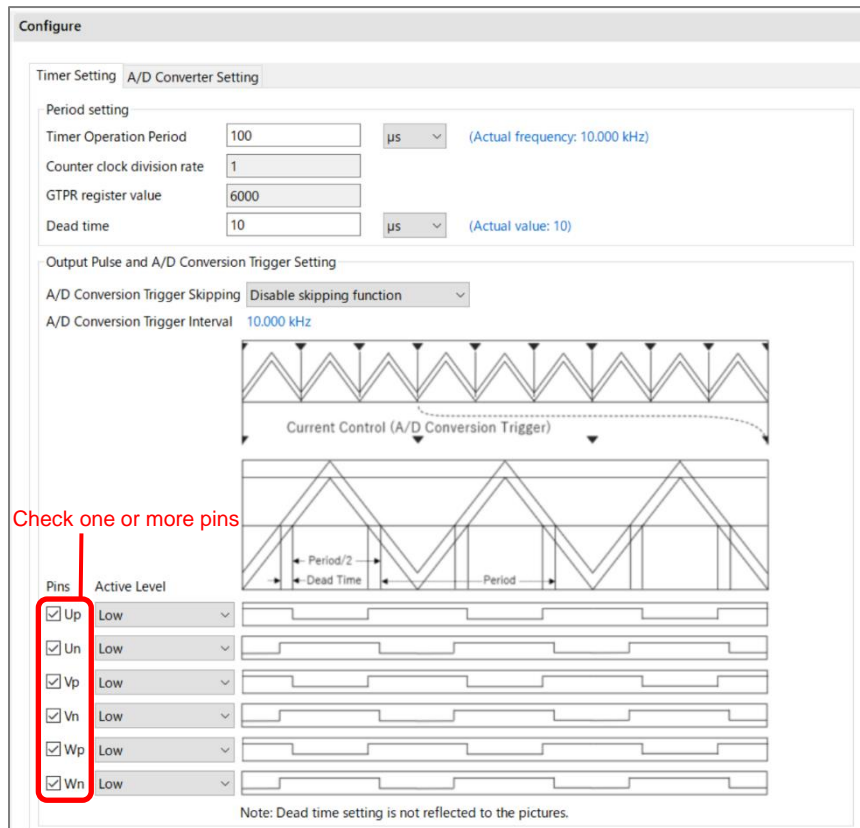 Configure
Timer Setting A/D Converter Setting
Period setting
Timer Operation Period 100 µs (Actual frequency: 10.000 kHz)
Counter clock division rate 1
GTPR register value 6000
Dead time 10 µs (Actual value: 10)
Output Pulse and A/D Conversion Trigger Setting
A/D Conversion Trigger Skipping Disable skipping function
A/D Conversion Trigger Interval 10.000 kHz
Current Control (A/D Conversion Trigger)
Check one or more pins
Period/2
Dead Time Period
Pins Active Level
Up Low
Un Low
Vp Low
Vn Low
Wp Low
Wn Low
Note: Dead time setting is not reflected to the pictures.